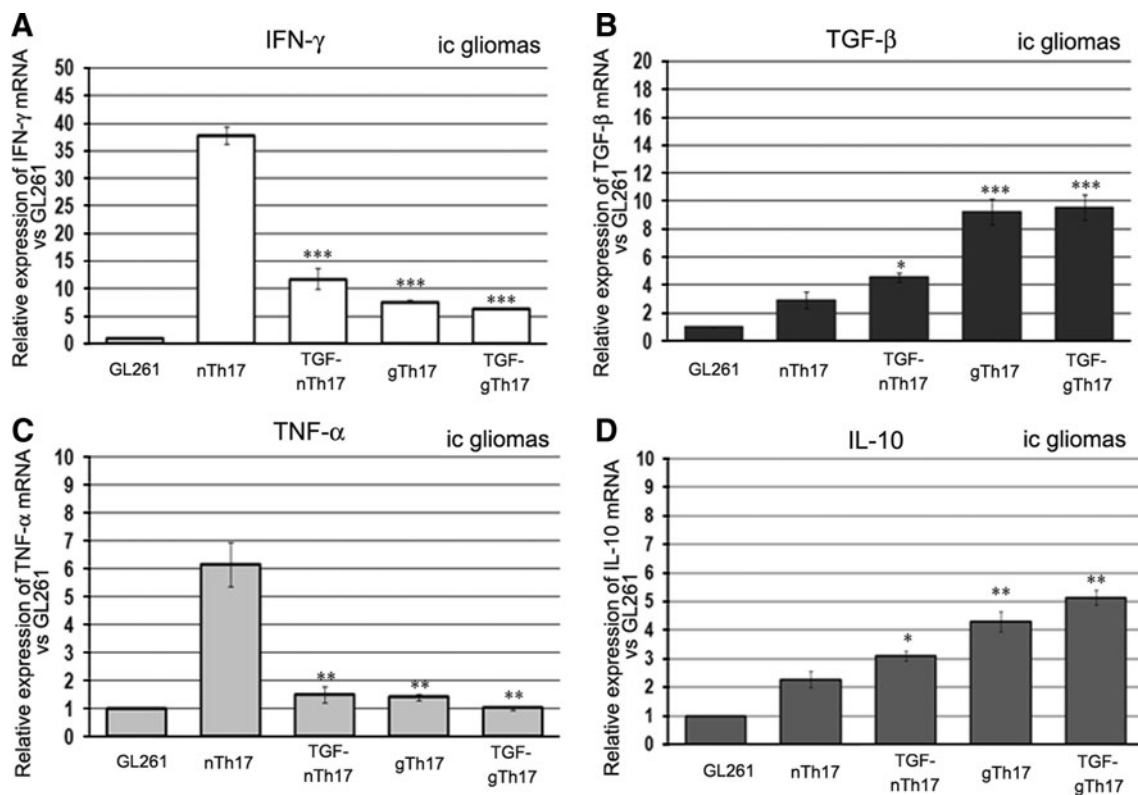 A
IFN-γ
ic gliomas
Relative expression of IFN-γ mRNA
vs GL261
50
45
40
35
30
25
20
15
10
5
0
***
***
***
GL261
nTh17
TGF-
nTh17
gTh17
TGF-
gTh17
B
TGF-β
ic gliomas
Relative expression of TGF-β mRNA
vs GL261
20
18
16
14
12
10
8
6
4
2
0
*
***
***
GL261
nTh17
TGF-
nTh17
gTh17
TGF-
gTh17
C
TNF-α
ic gliomas
Relative expression of TNF-α mRNA
vs GL261
10
9
8
7
6
5
4
3
2
1
0
**
**
**
GL261
nTh17
TGF-
nTh17
gTh17
TGF-
gTh17
D
IL-10
ic gliomas
Relative expression of IL-10 mRNA
vs GL261
10
9
8
7
6
5
4
3
2
1
0
*
**
**
GL261
nTh17
TGF-
nTh17
gTh17
TGF-
gTh17